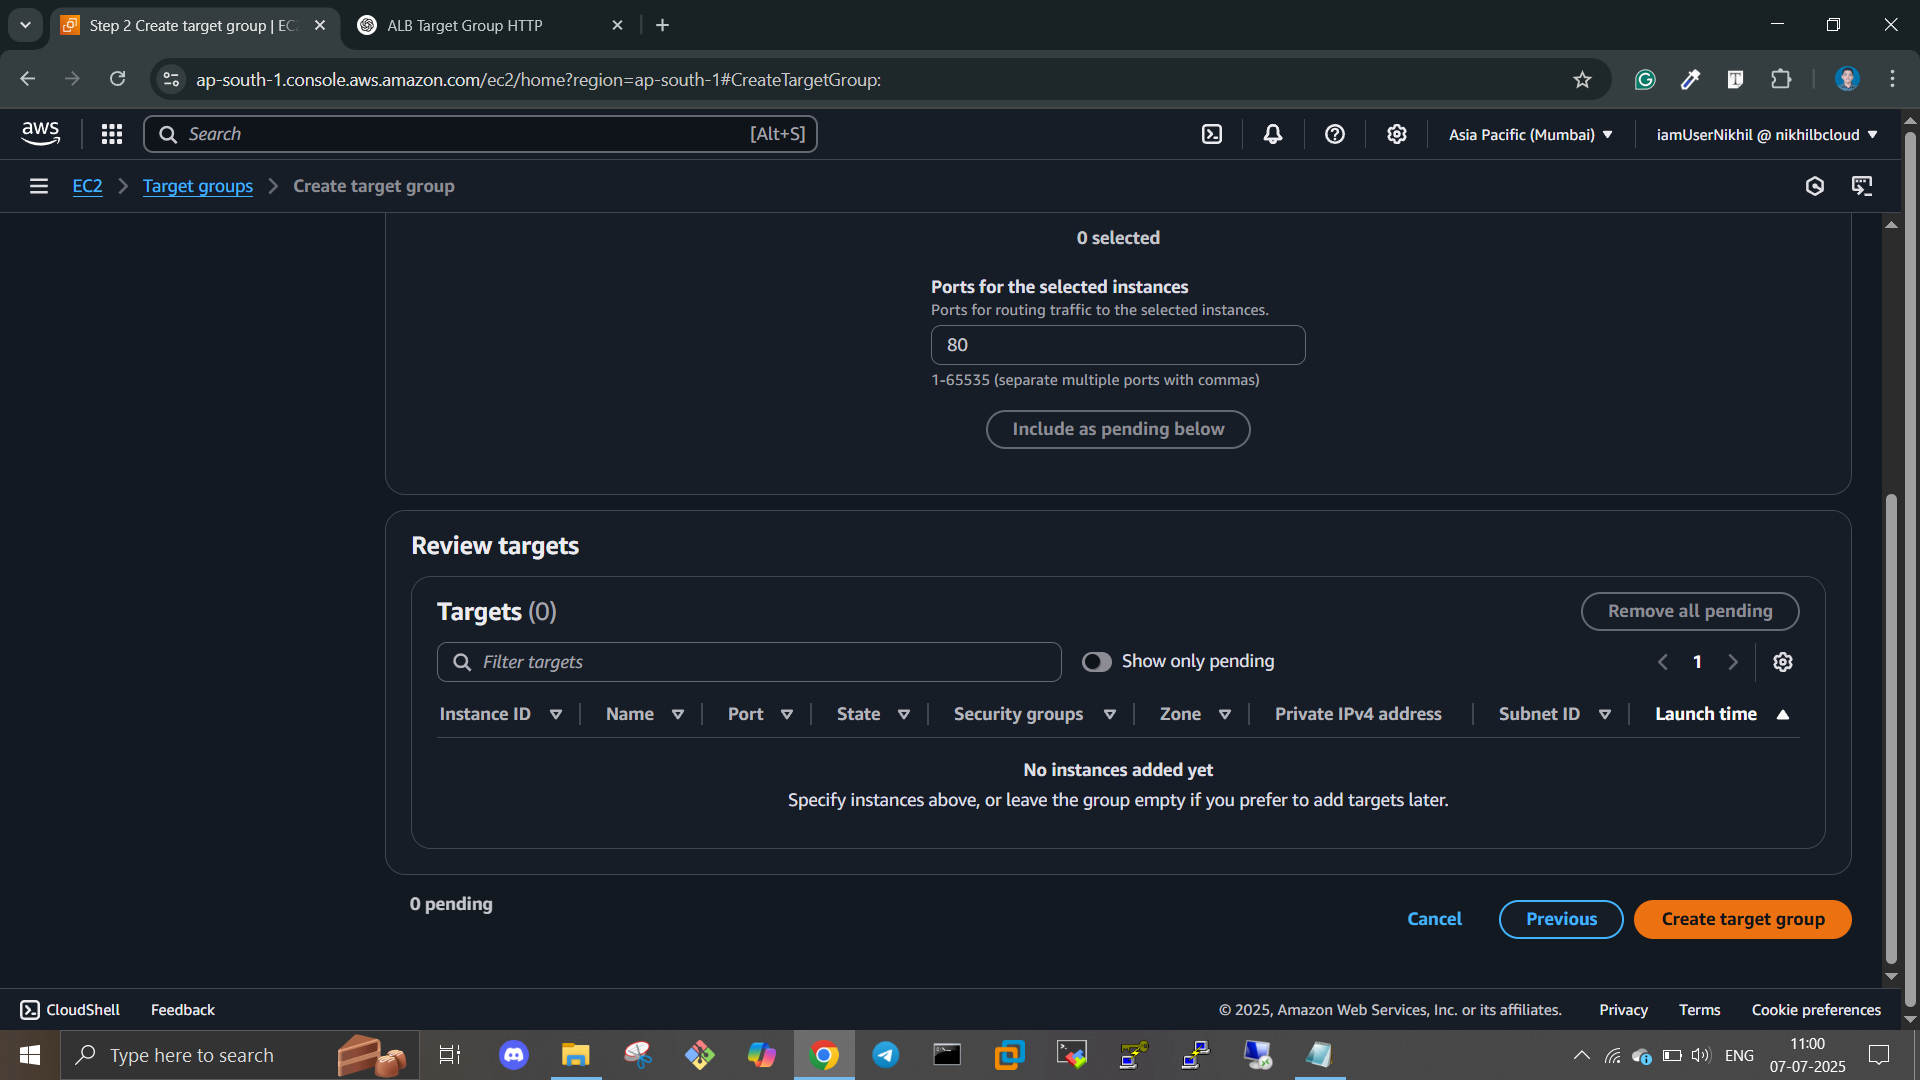 Step 2 Create target group | EC
ALB Target Group HTTP
ap-south-1.console.aws.amazon.com/ec2/home?region=ap-south-1#CreateTargetGroup:
aws
Search
[Alt+S]
Asia Pacific (Mumbai)
iamUserNikhil @ nikhilbcloud
EC2
Target groups
Create target group
0 selected
Ports for the selected instances
Ports for routing traffic to the selected instances.
80
1-65535 (separate multiple ports with commas)
Include as pending below
Review targets
Targets (0)
Remove all pending
Filter targets
Show only pending
1
Instance ID
Name
Port
State
Security groups
Zone
Private IPv4 address
Subnet ID
Launch time
No instances added yet
Specify instances above, or leave the group empty if you prefer to add targets later.
0 pending
Cancel
Previous
Create target group
CloudShell
Feedback
© 2025, Amazon Web Services, Inc. or its affiliates.
Privacy
Terms
Cookie preferences
Type here to search
ENG
11:00
07-07-2025